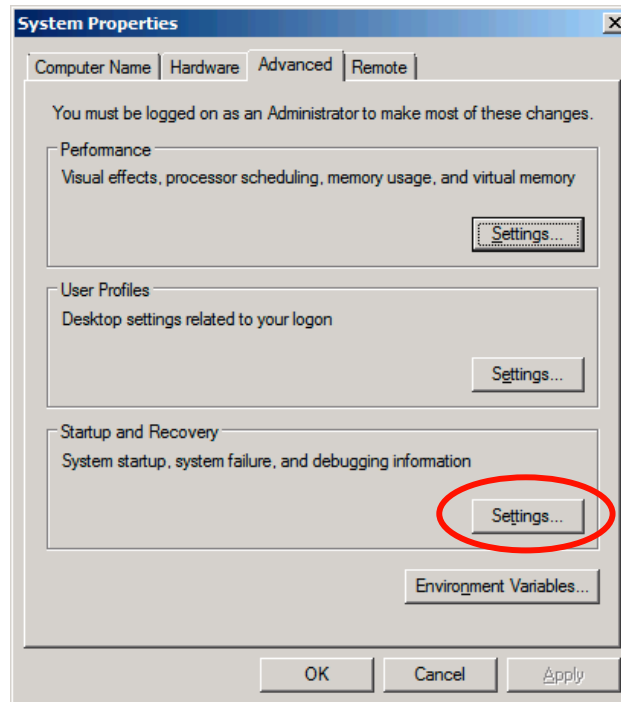 System Properties
Computer Name
Hardware
Advanced
Remote
You must be logged on as an Administrator to make most of these changes.
Performance
Visual effects, processor scheduling, memory usage, and virtual memory
Settings...
User Profiles
Desktop settings related to your logon
Settings...
Startup and Recovery
System startup, system failure, and debugging information
Settings...
Environment Variables...
OK
Cancel
Apply